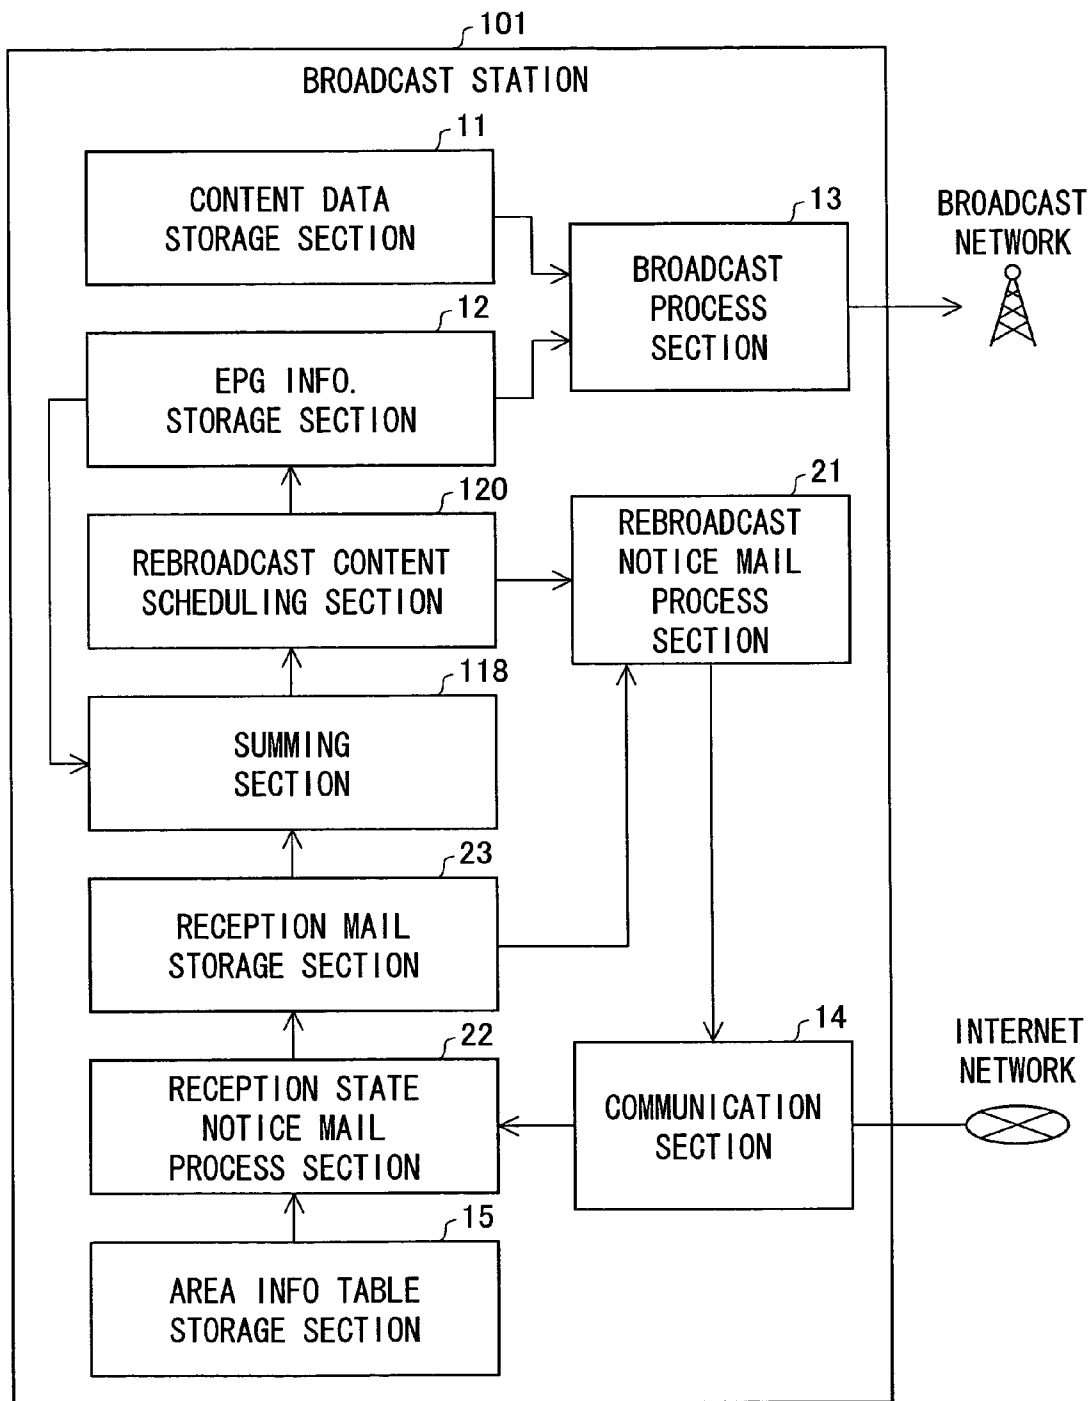 101
BROADCAST STATION
11
CONTENT DATA
STORAGE SECTION
13
BROADCAST
PROCESS
SECTION
BROADCAST
NETWORK
12
EPG INFO.
STORAGE SECTION
120
REBROADCAST CONTENT
SCHEDULING SECTION
21
REBROADCAST
NOTICE MAIL
PROCESS
SECTION
118
SUMMING
SECTION
23
RECEPTION MAIL
STORAGE SECTION
22
RECEPTION STATE
NOTICE MAIL
PROCESS SECTION
14
COMMUNICATION
SECTION
INTERNET
NETWORK
15
AREA INFO TABLE
STORAGE SECTION